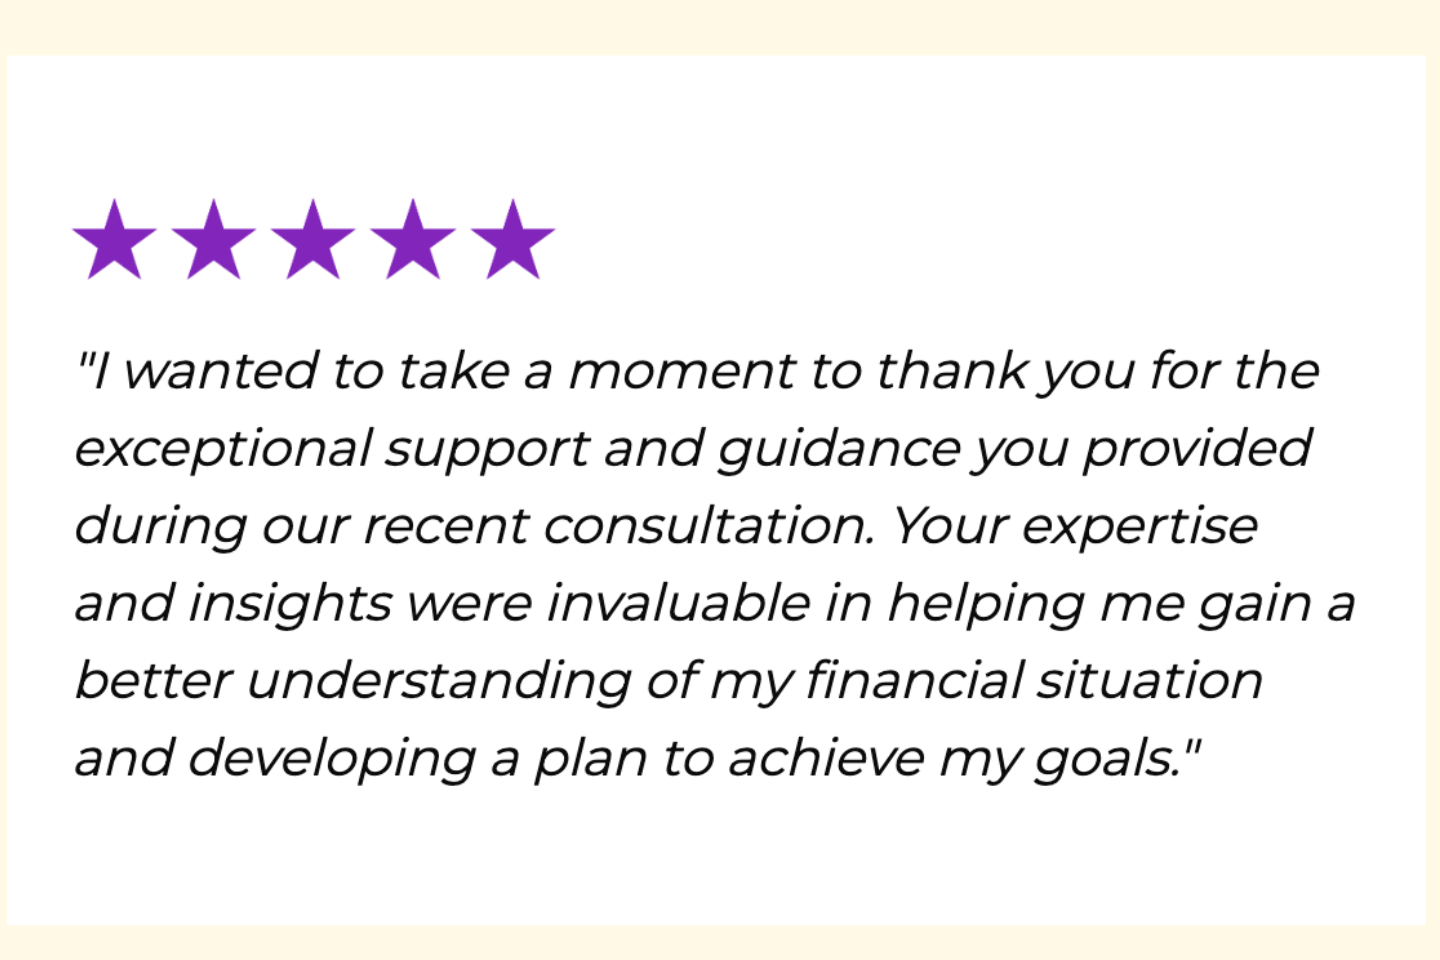 "I wanted to take a moment to thank you for the
exceptional support and guidance you provided
during our recent consultation. Your expertise
and insights were invaluable in helping me gain a
better understanding of my financial situation
and developing a plan to achieve my goals."